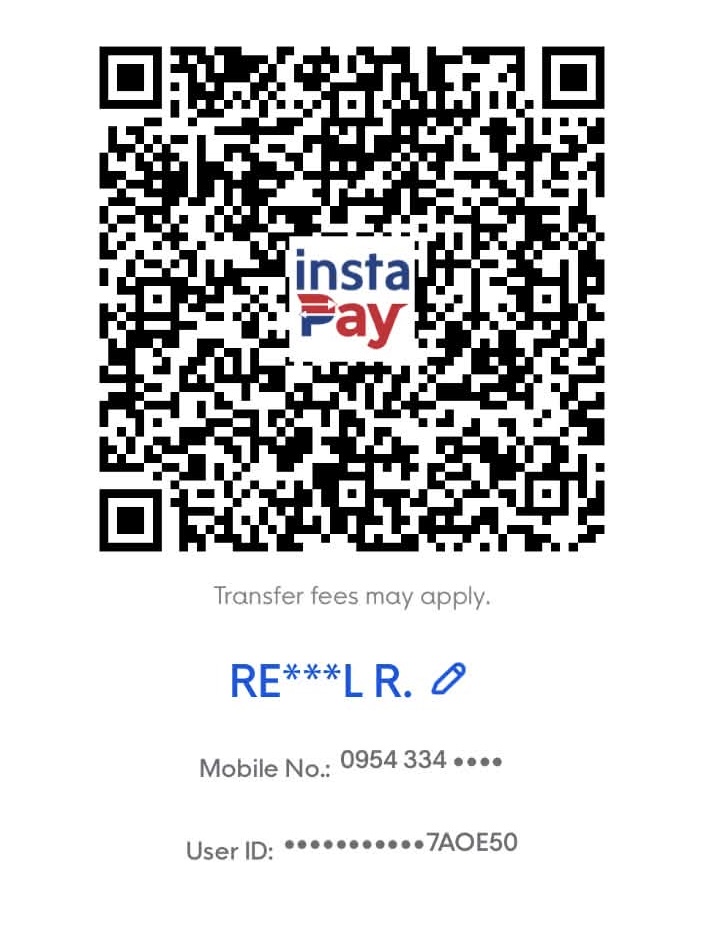 insta
Pay
Transfer fees may apply.
RE***L R.
Mobile No.: 0954 334 ••••
User ID: •••••••••••7AOE50